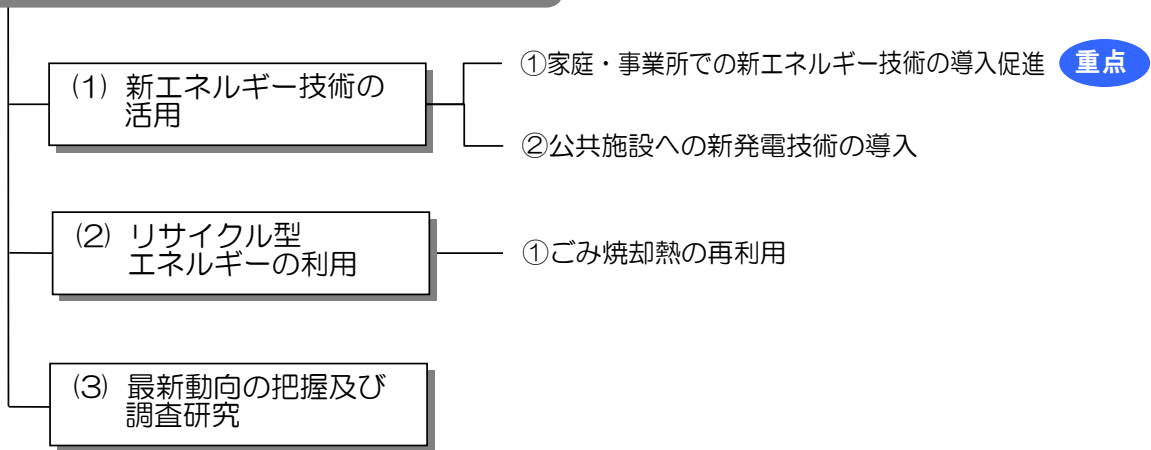 ①家庭・事業所での新エネルギー技術の導入促進 重点
(1) 新エネルギー技術の
活用
②公共施設への新発電技術の導入
(2) リサイクル型
エネルギーの利用
①ごみ焼却熱の再利用
(3) 最新動向の把握及び
調査研究